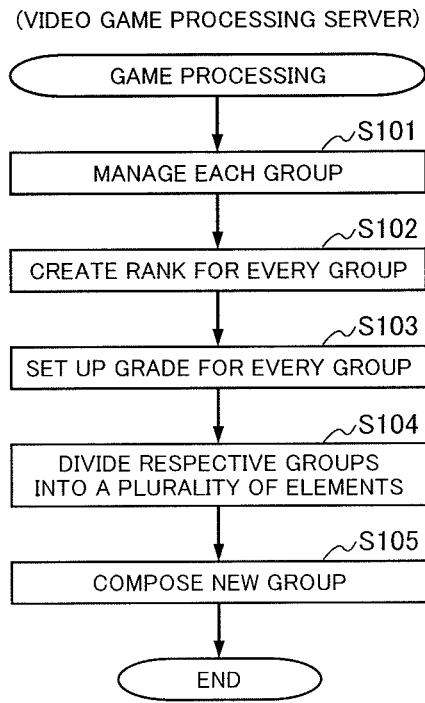 (VIDEO GAME PROCESSING SERVER)
GAME PROCESSING
S101
MANAGE EACH GROUP
S102
CREATE RANK FOR EVERY GROUP
S103
SET UP GRADE FOR EVERY GROUP
S104
DIVIDE RESPECTIVE GROUPS
INTO A PLURALITY OF ELEMENTS
S105
COMPOSE NEW GROUP
END